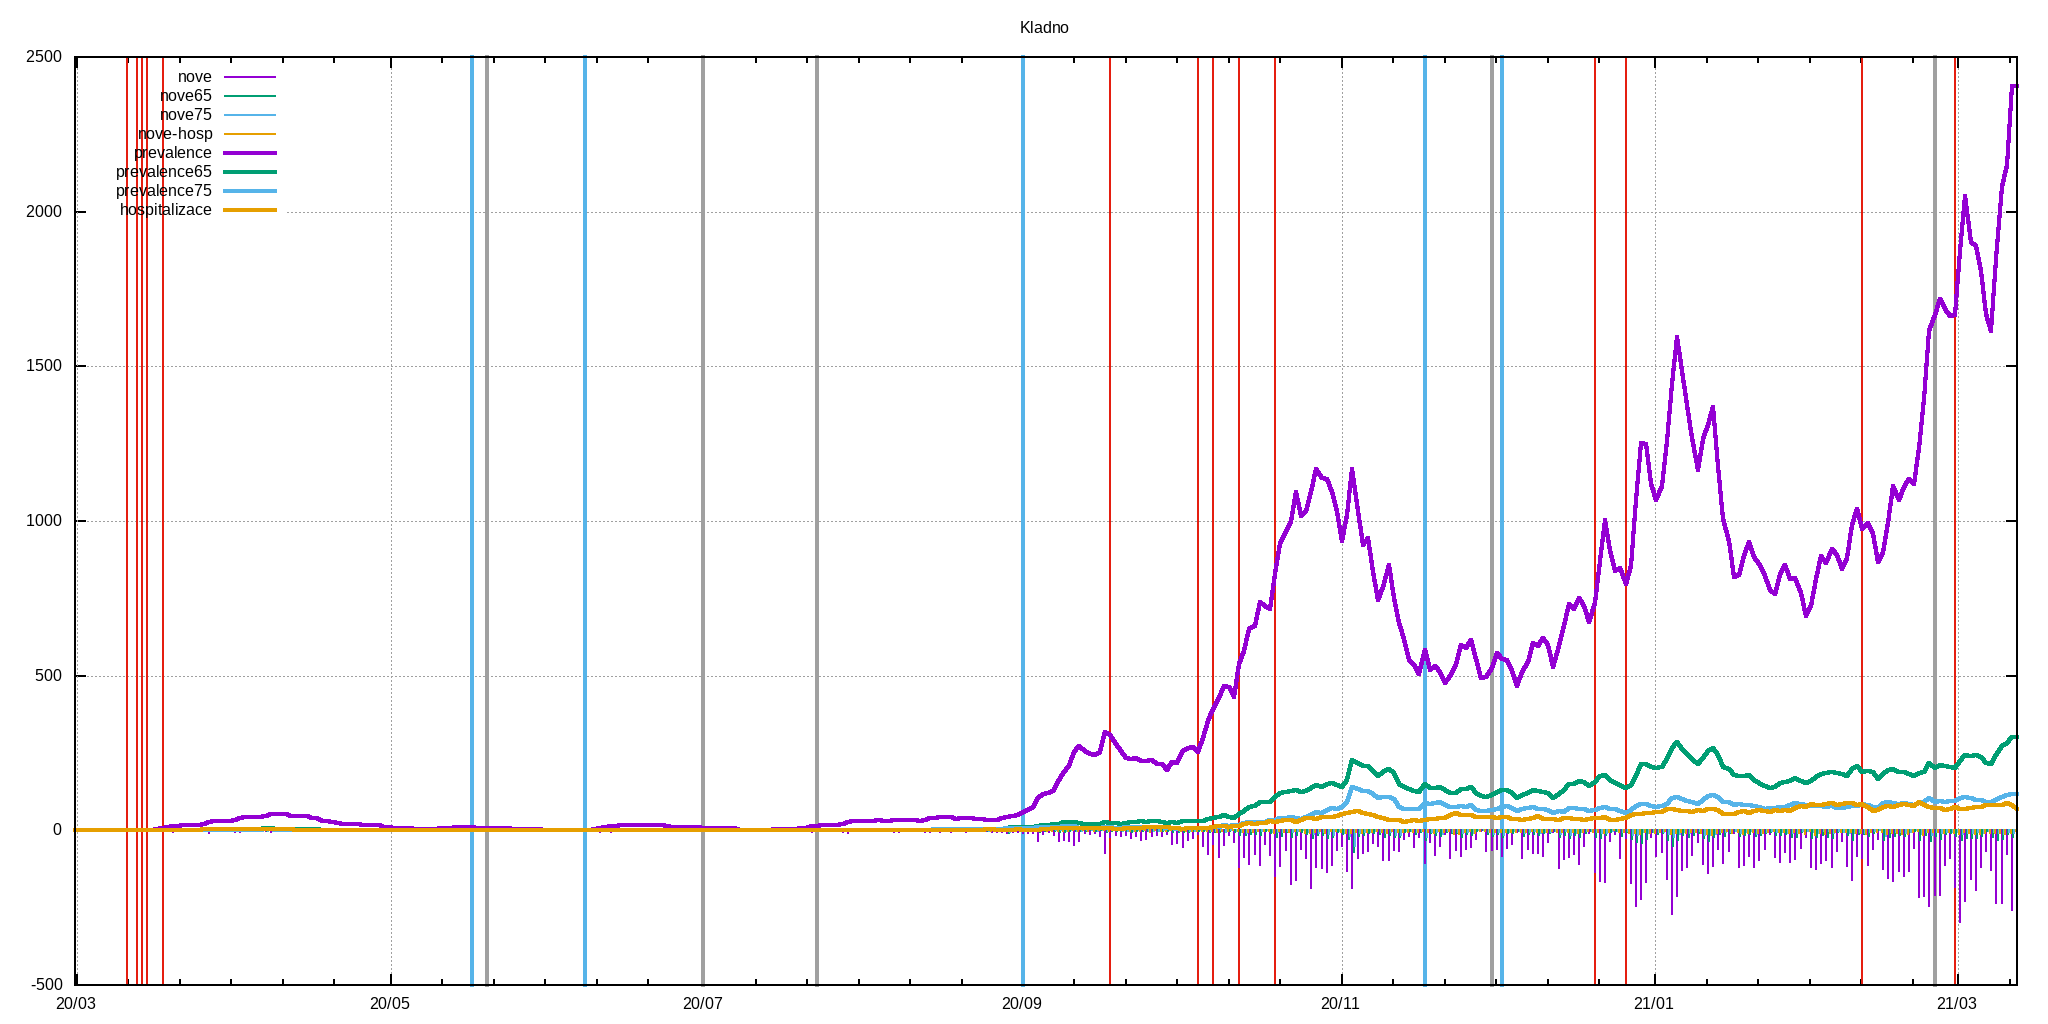 Kladno
2500
nove
nove65
nove75
nove-hosp
prevalence
prevalence65
prevalence75
hospitalizace
2000
1500
1000
500
0
-500
20/03 20/05 20/07 20/09 20/11 21/01 21/03